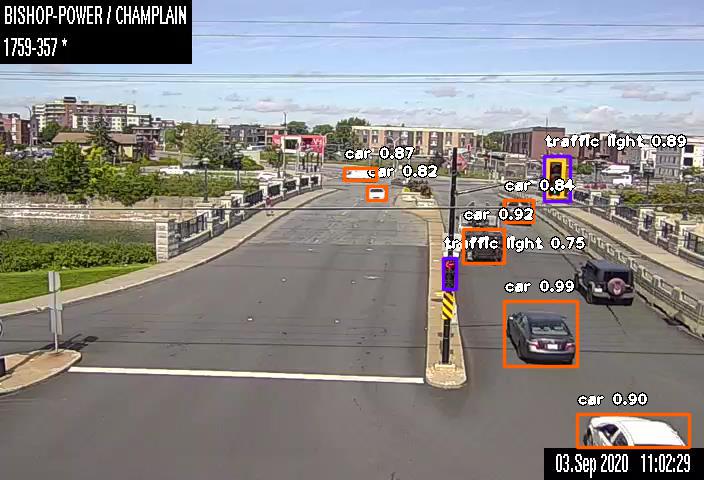 BISHOP-POWER / CHAMPLAIN
1759-357 *
traffic light 0.89
car 0.87
car 0.82
car 0.84
car 0.92
traffic light 0.75
car 0.99
car 0.90
03.Sep 2020 11:02:29